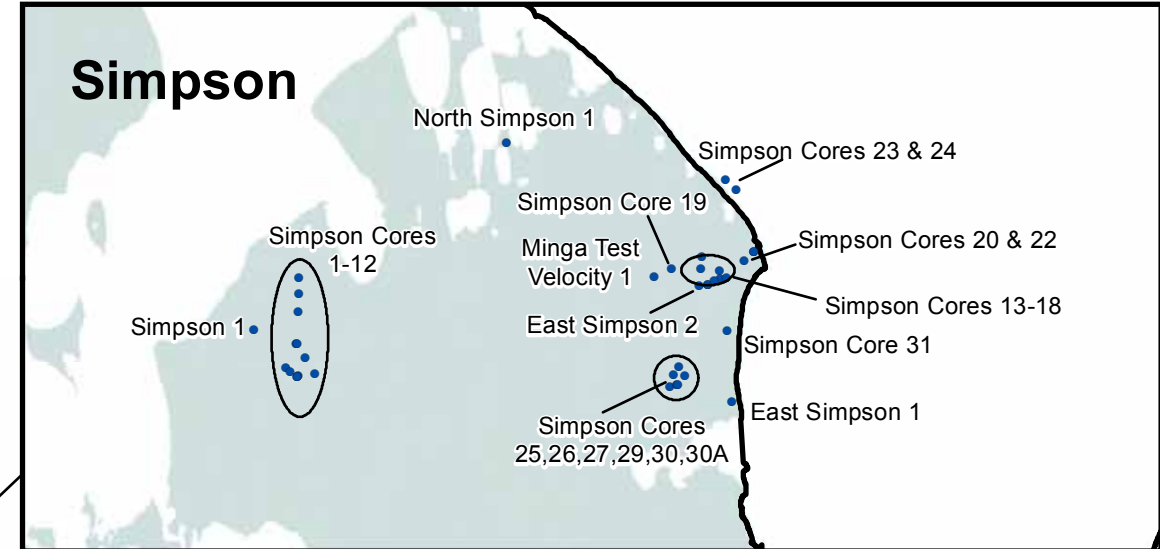 Simpson
North Simpson 1
Simpson Cores 23 & 24
Simpson Core 19
Simpson Cores
1-12
Minga Test
Velocity 1
Simpson Cores 20 & 22
Simpson Cores 13-18
Simpson 1
East Simpson 2
Simpson Core 31
East Simpson 1
Simpson Cores
25,26,27,29,30,30A